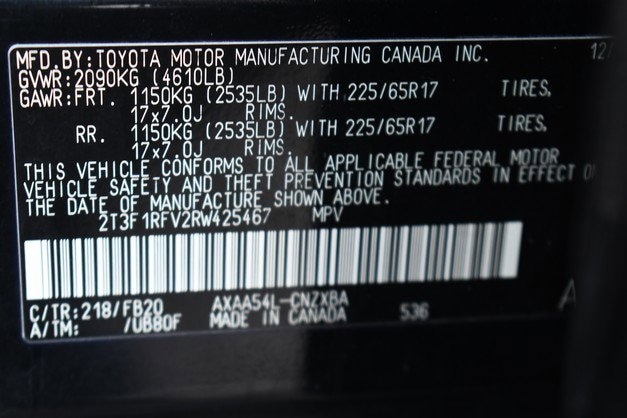 MFD.BY:TOYOTA MOTOR MANUFACTURING CANADA INC. 12/
GVWR:2090KG (4610LB)
GAWR:FRT. 1150KG (2535LB) WITH 225/65R17 TIRES,
17x7.0J RIMS.
RR. 1150KG (2535LB) WITH 225/65R17 TIRES,
17x7.0J RIMS.
THIS VEHICLE CONFORMS TO ALL APPLICABLE FEDERAL MOTOR
VEHICLE SAFETY AND THEFT PREVENTION STANDARDS IN EFFECT O
THE DATE OF MANUFACTURE SHOWN ABOVE.
2T3F1RFV2RW425467 MPV
C/TR:218/FB20 AXAA54L-CNZXBA 536 A
A/TM: /UB80F MADE IN CANADA